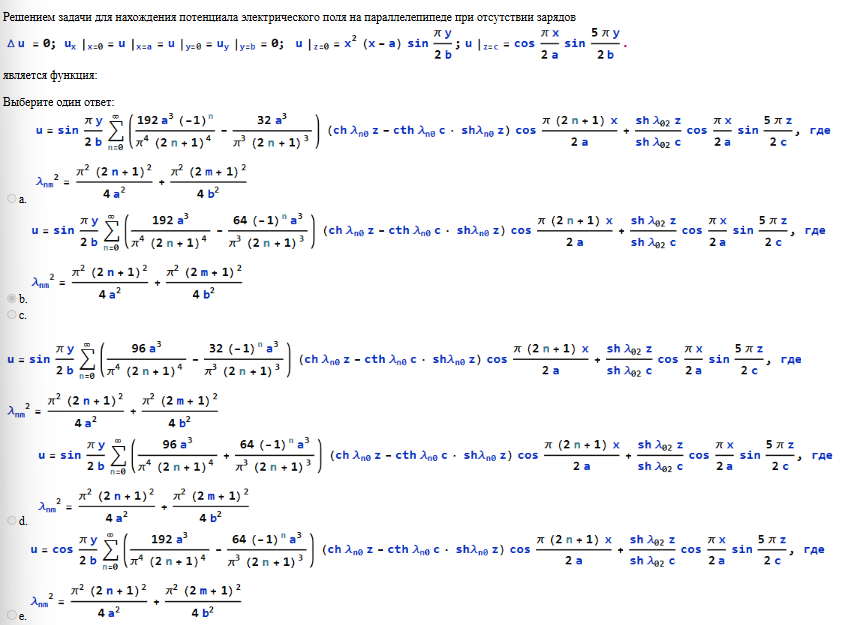 Решением задачи для нахождения потенциала электрического поля на параллелепипеде при отсутствии зарядов
Δu = 0; uₓ |ₓ₌₀ = u |ₓ₌ₐ = u |y=0 = uy |y=b = 0; u |z=0 = x² (x - a) sin πy/2b; u |z=c = cos πx/2a sin 5πy/2b.
является функция:
Выберите один ответ:
u = sin πy/2b ∞∑n=0 (192 a³ (-1)ⁿ/π⁴ (2n+1)⁴ - 32 a³/π³ (2n+1)³) (ch λn0 z - cth λn0 c · shλn0 z) cos π (2n+1) x/2a + sh λ02 z/sh λ02 c cos πx/2a sin 5πz/2c, где
λnm² = π² (2n+1)²/4a² + π² (2m+1)²/4b²
a.
u = sin πy/2b ∞∑n=0 (192 a³/π⁴ (2n+1)⁴ - 64 (-1)ⁿ a³/π³ (2n+1)³) (ch λn0 z - cth λn0 c · shλn0 z) cos π (2n+1) x/2a + sh λ02 z/sh λ02 c cos πx/2a sin 5πz/2c, где
λnm² = π² (2n+1)²/4a² + π² (2m+1)²/4b²
b.
c.
u = sin πy/2b ∞∑n=0 (96 a³/π⁴ (2n+1)⁴ - 32 (-1)ⁿ a³/π³ (2n+1)³) (ch λn0 z - cth λn0 c · shλn0 z) cos π (2n+1) x/2a + sh λ02 z/sh λ02 c cos πx/2a sin 5πz/2c, где
λnm² = π² (2n+1)²/4a² + π² (2m+1)²/4b²
u = sin πy/2b ∞∑n=0 (96 a³/π⁴ (2n+1)⁴ + 64 (-1)ⁿ a³/π³ (2n+1)³) (ch λn0 z - cth λn0 c · shλn0 z) cos π (2n+1) x/2a + sh λ02 z/sh λ02 c cos πx/2a sin 5πz/2c, где
λnm² = π² (2n+1)²/4a² + π² (2m+1)²/4b²
d.
u = cos πy/2b ∞∑n=0 (192 a³/π⁴ (2n+1)⁴ - 64 (-1)ⁿ a³/π³ (2n+1)³) (ch λn0 z - cth λn0 c · shλn0 z) cos π (2n+1) x/2a + sh λ02 z/sh λ02 c cos πx/2a sin 5πz/2c, где
λnm² = π² (2n+1)²/4a² + π² (2m+1)²/4b²
e.